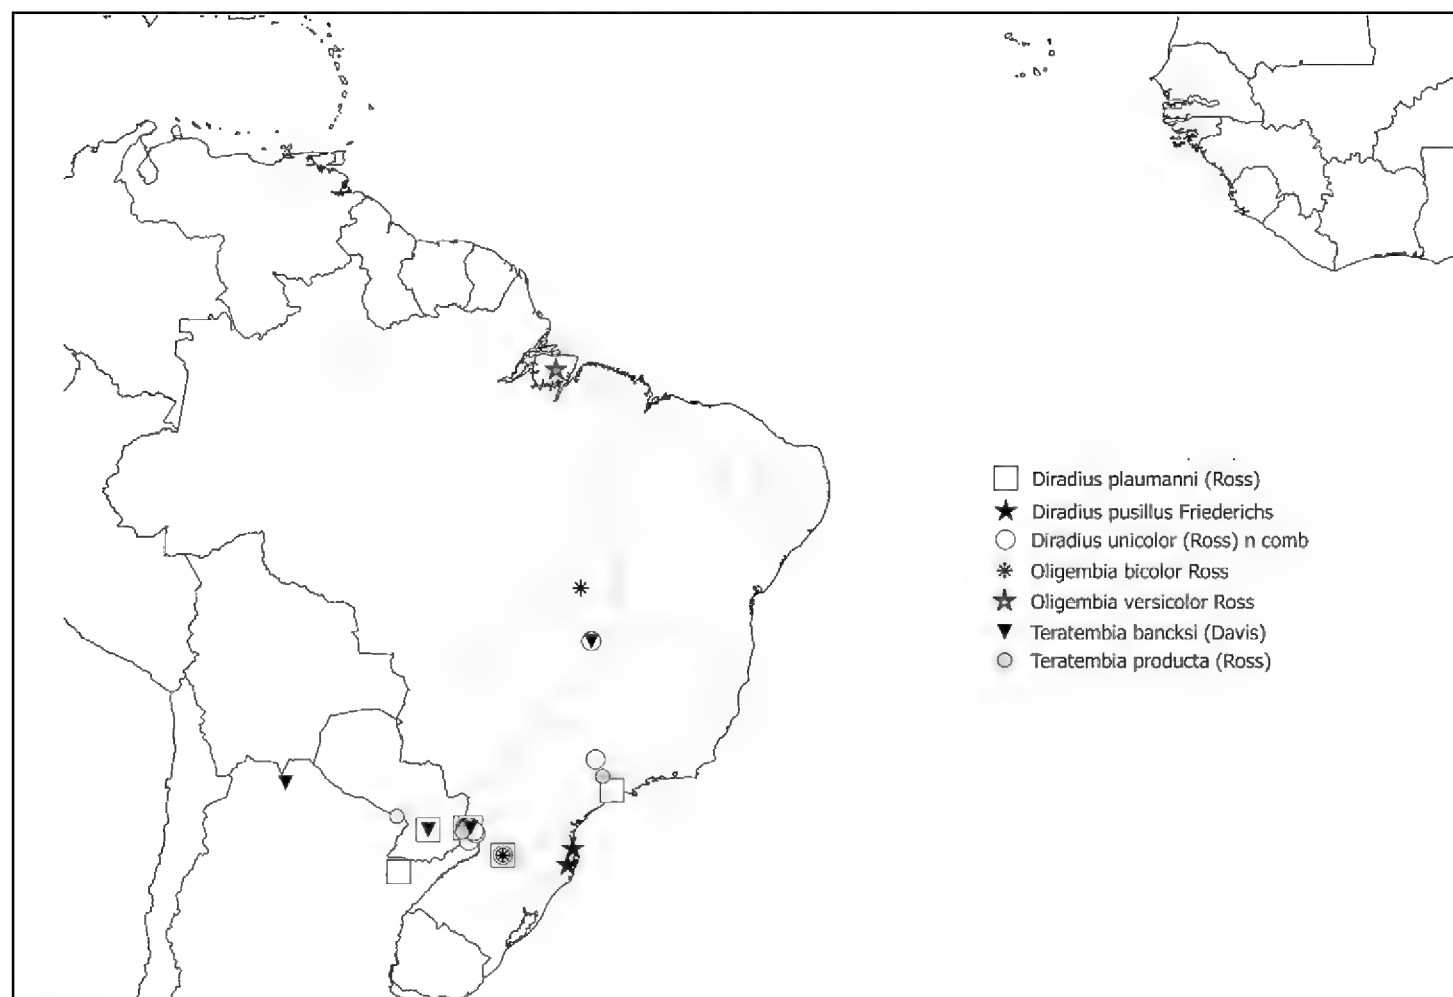 Diradius plaumanni (Ross)
Diradius pusillus Friederichs
Diradius unicolor (Ross) n comb
Oligembia bicolor Ross
Oligembia versicolor Ross
Teratembia bancksi (Davis)
Teratembia producta (Ross)